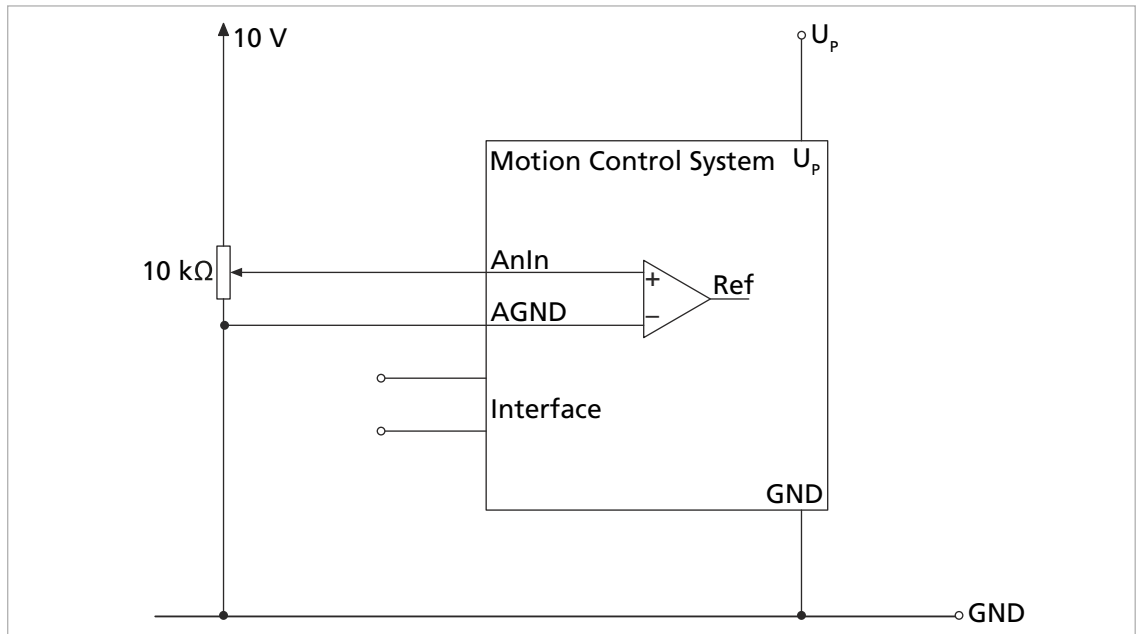 10 V
U_P
Motion Control System U_P
AnIn
10 kΩ
+
Ref
AGND
−
Interface
GND
GND